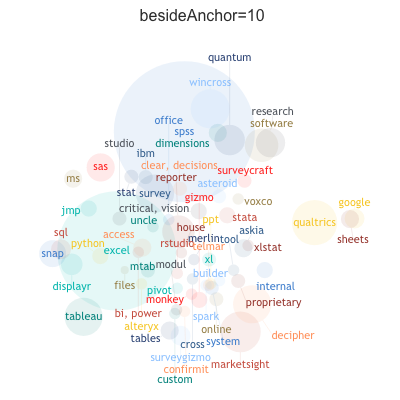 besideAnchor=10
quantum
wincross
research
office
software
spss
studio
dimensions
ibm
clear, decisions
sas
surveycraft
ms
reporter
asteroid
stat
survey
gizmo
voxco
google
jmp
critical, vision
uncle
ppt
stata
qualtrics
sql
access
house
askia
merlin
tool
sheets
python
rstudio
telmar
xlstat
snap
excel
xl
mtab
modul
builder
displayr
files
pivot
internal
monkey
proprietary
tableau
bi, power
spark
alteryx
online
tables
cross
system
decipher
surveygizmo
marketsight
confirmit
custom